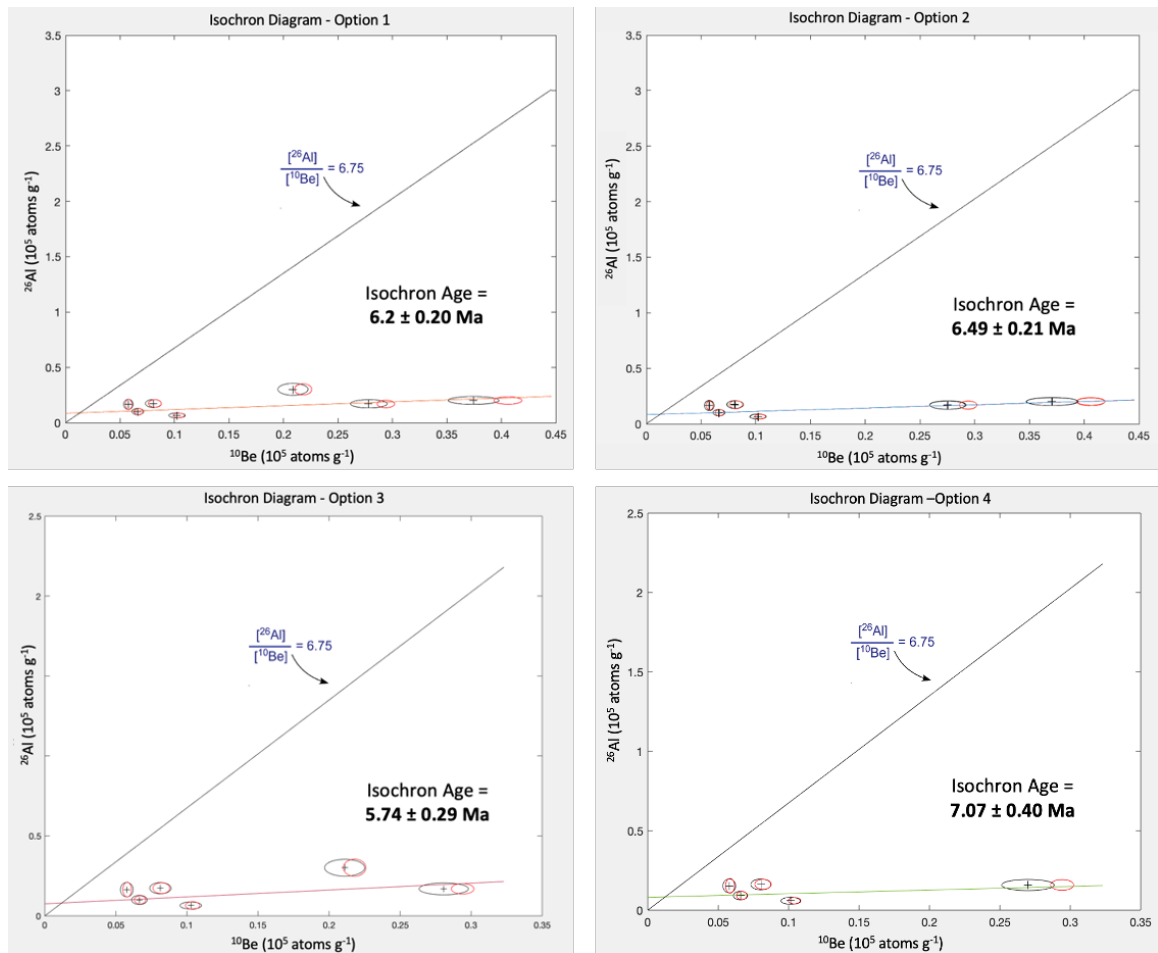 Isochron Diagram - Option 1
3.5
3
2.5
2
1.5
1
0.5
0
²⁶Al (10⁵ atoms g⁻¹)
[²⁶Al]
[¹⁰Be]
= 6.75
Isochron Age =
6.2 ± 0.20 Ma
0 0.05 0.1 0.15 0.2 0.25 0.3 0.35 0.4 0.45
¹⁰Be (10⁵ atoms g⁻¹)
Isochron Diagram - Option 2
3.5
3
2.5
2
1.5
1
0.5
0
²⁶Al (10⁵ atoms g⁻¹)
[²⁶Al]
[¹⁰Be]
= 6.75
Isochron Age =
6.49 ± 0.21 Ma
0 0.05 0.1 0.15 0.2 0.25 0.3 0.35 0.4 0.45
¹⁰Be (10⁵ atoms g⁻¹)
Isochron Diagram - Option 3
2.5
2
0.5
0
²⁶Al (10⁵ atoms g⁻¹)
[²⁶Al]
[¹⁰Be]
= 6.75
Isochron Age =
5.74 ± 0.29 Ma
0 0.05 0.1 0.15 0.2 0.25 0.3 0.35
¹⁰Be (10⁵ atoms g⁻¹)
Isochron Diagram –Option 4
2.5
2
1.5
1
0.5
0
²⁶Al (10⁵ atoms g⁻¹)
[²⁶Al]
[¹⁰Be]
= 6.75
Isochron Age =
7.07 ± 0.40 Ma
0 0.05 0.1 0.15 0.2 0.25 0.3 0.35
¹⁰Be (10⁵ atoms g⁻¹)